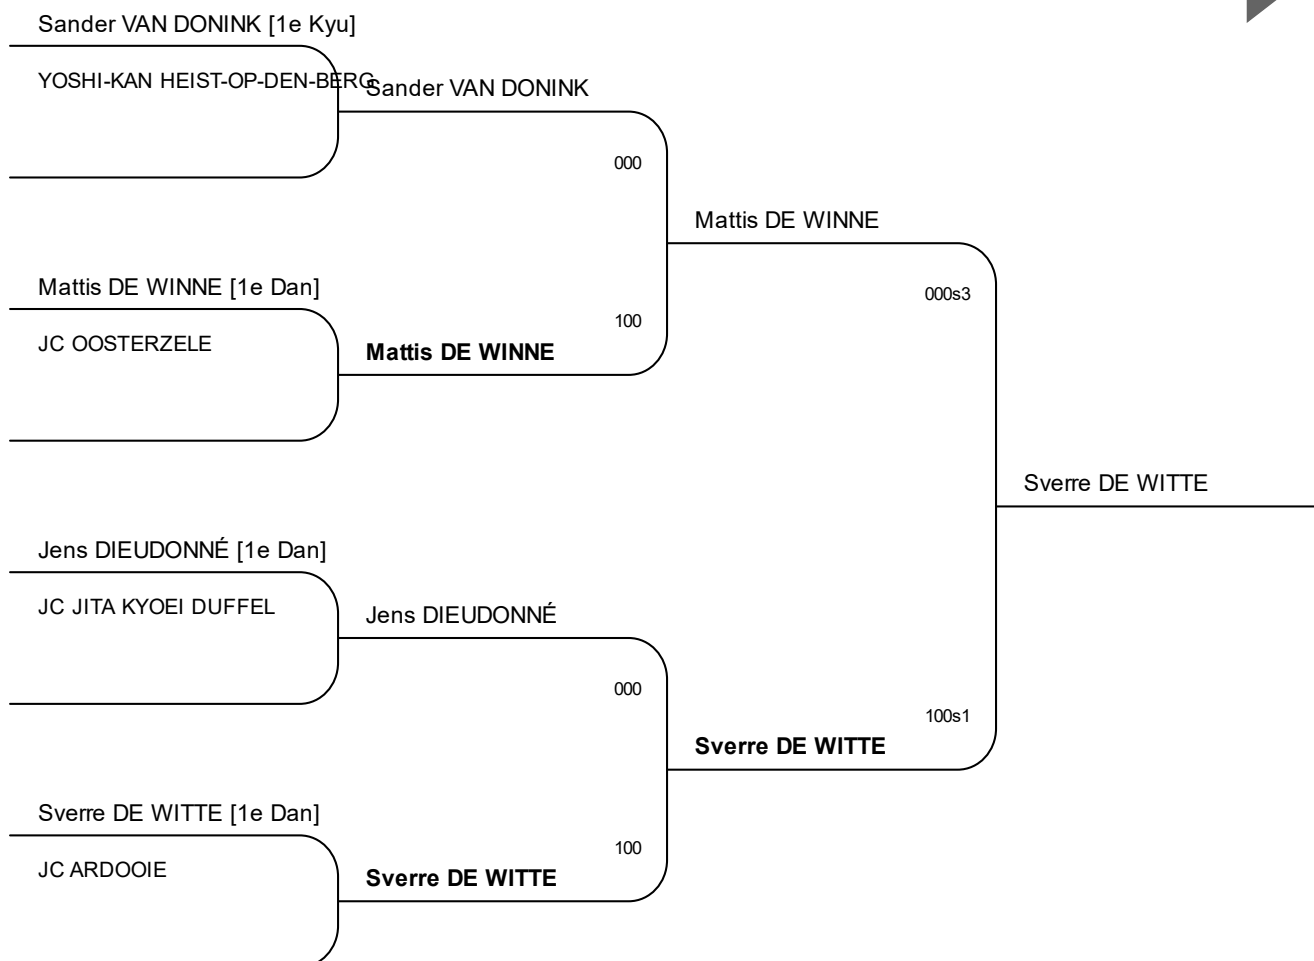 Sander VAN DONINK [1e Kyu]
YOSHI-KAN HEIST-OP-DEN-BERG
Sander VAN DONINK
000
Mattis DE WINNE
Mattis DE WINNE [1e Dan]
000s3
100
JC OOSTERZELE
Mattis DE WINNE
Sverre DE WITTE
Jens DIEUDONNÉ [1e Dan]
JC JITA KYOEI DUFFEL
Jens DIEUDONNÉ
000
100s1
Sverre DE WITTE
Sverre DE WITTE [1e Dan]
100
JC ARDOOIE
Sverre DE WITTE